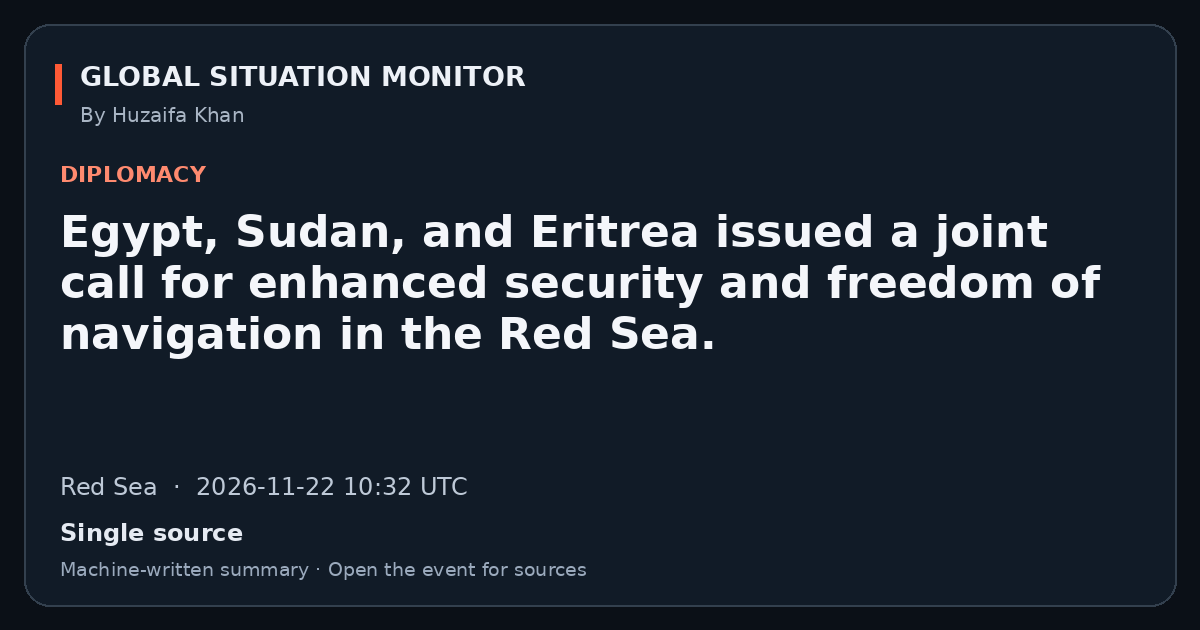 GLOBAL SITUATION MONITOR
By Huzaifa Khan
DIPLOMACY
Egypt, Sudan, and Eritrea issued a joint
call for enhanced security and freedom of
navigation in the Red Sea.
Red Sea · 2026-11-22 10:32 UTC
Single source
Machine-written summary · Open the event for sources